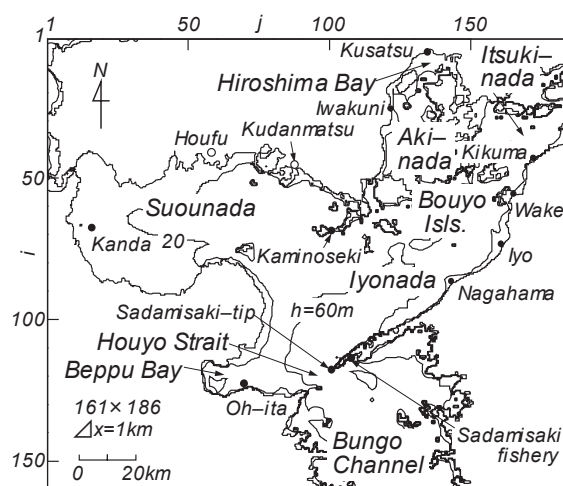 1 50 j 100 150
1
N
Kusatsu
Itsuki-
nada
Hiroshima Bay
Iwakuni
Houfu
Kudanmatsu
Aki-
nada
Kikuma
50
Suounada
Bouyo
Isls.
Wake
Kanda
20
Kaminoseki
Iyo
i
Iyonada
Nagahama
Sadamisaki–tip
h=60m
100
Houyo Strait
Beppu Bay
161×186
Oh–ita
⊿x=1km
Sadamisaki
fishery
Bungo
Channel
150
0 20km